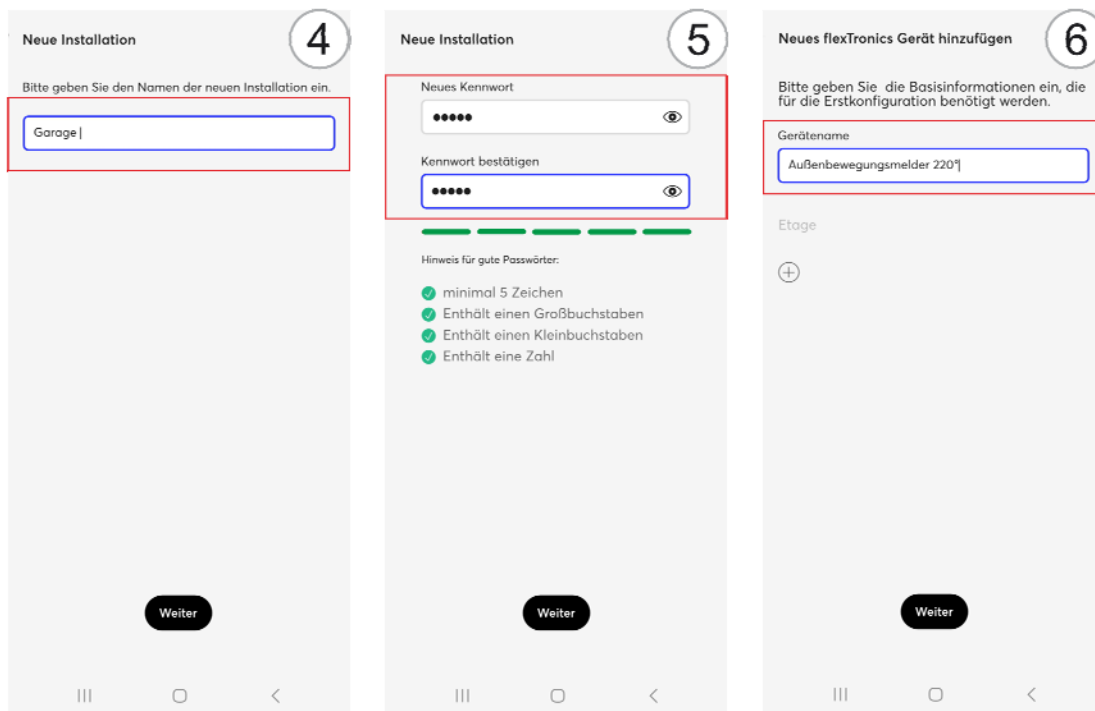 Neue Installation
4
Bitte geben Sie den Namen der neuen Installation ein.
Garage
Weiter
Neue Installation
5
Neues Kennwort
•••••
Kennwort bestätigen
•••••
Hinweis für gute Passwörter:
minimal 5 Zeichen
Enthält einen Großbuchstaben
Enthält einen Kleinbuchstaben
Enthält eine Zahl
Weiter
Neues flexTronics Gerät hinzufügen
6
Bitte geben Sie die Basisinformationen ein, die
für die Erstkonfiguration benötigt werden.
Gerätename
Außenbewegungsmelder 220°
Etage
Weiter